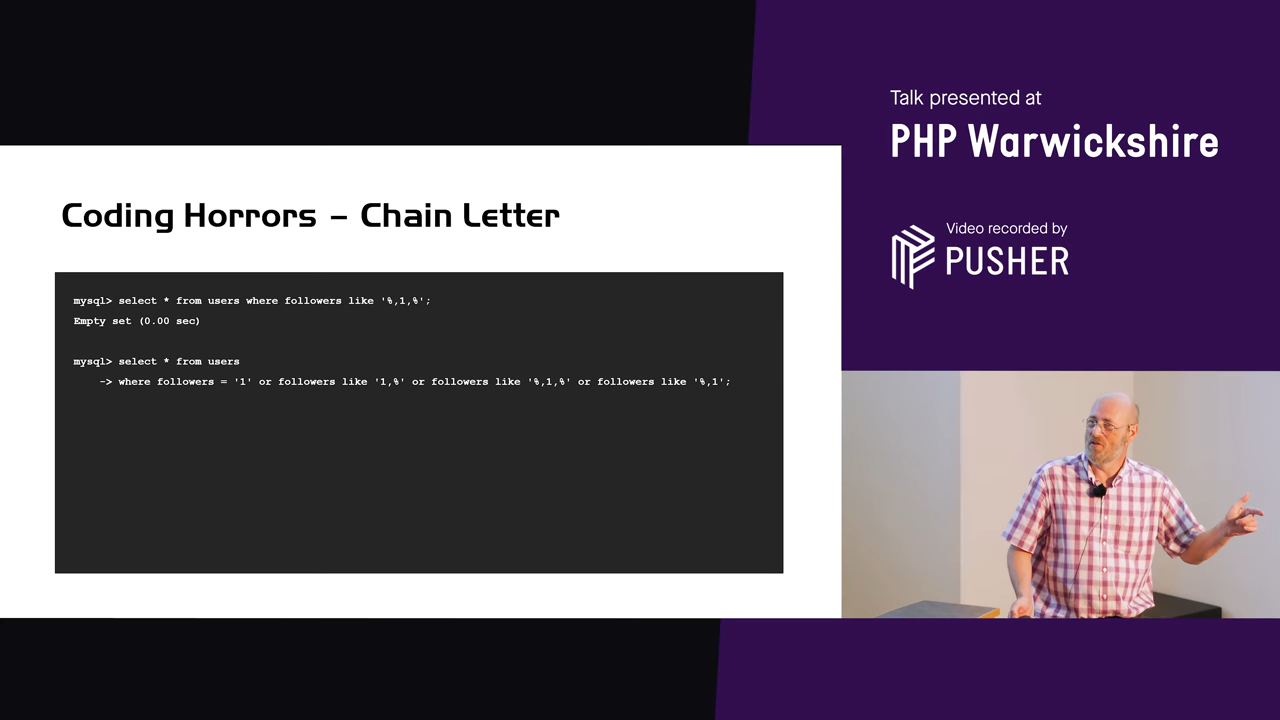 Talk presented at
PHP Warwickshire
Video recorded by
PUSHER
Coding Horrors – Chain Letter
mysql> select * from users where followers like '%,1,%';
Empty set (0.00 sec)
mysql> select * from users
-> where followers = '1' or followers like '1,%' or followers like '%,1,%' or followers like '%,1';